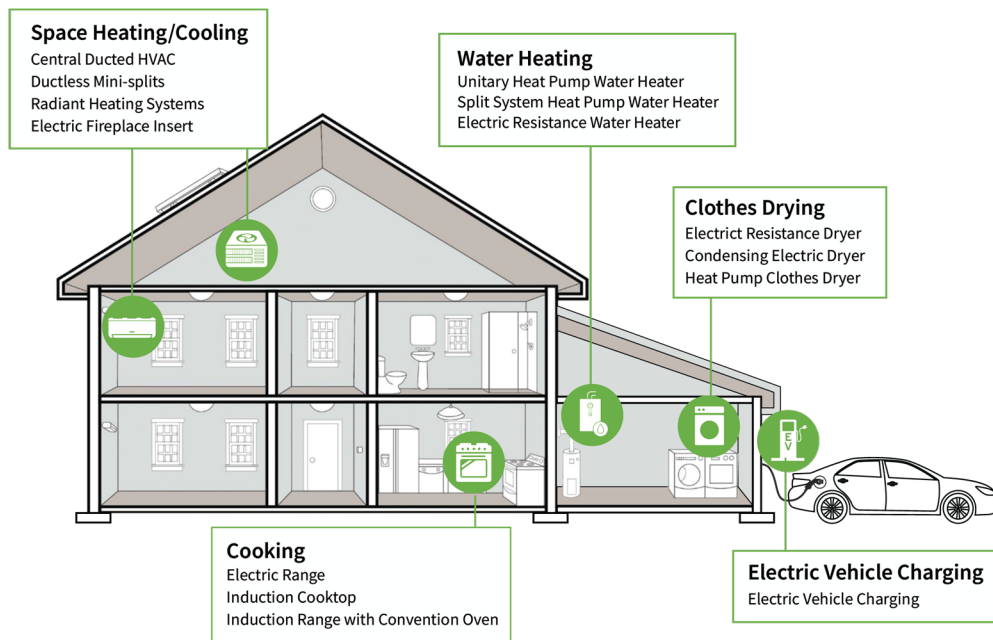 Space Heating/Cooling
Central Ducted HVAC
Ductless Mini-splits
Radiant Heating Systems
Electric Fireplace Insert
Water Heating
Unitary Heat Pump Water Heater
Split System Heat Pump Water Heater
Electric Resistance Water Heater
Clothes Drying
Electrict Resistance Dryer
Condensing Electric Dryer
Heat Pump Clothes Dryer
EV
Cooking
Electric Range
Induction Cooktop
Induction Range with Convention Oven
Electric Vehicle Charging
Electric Vehicle Charging